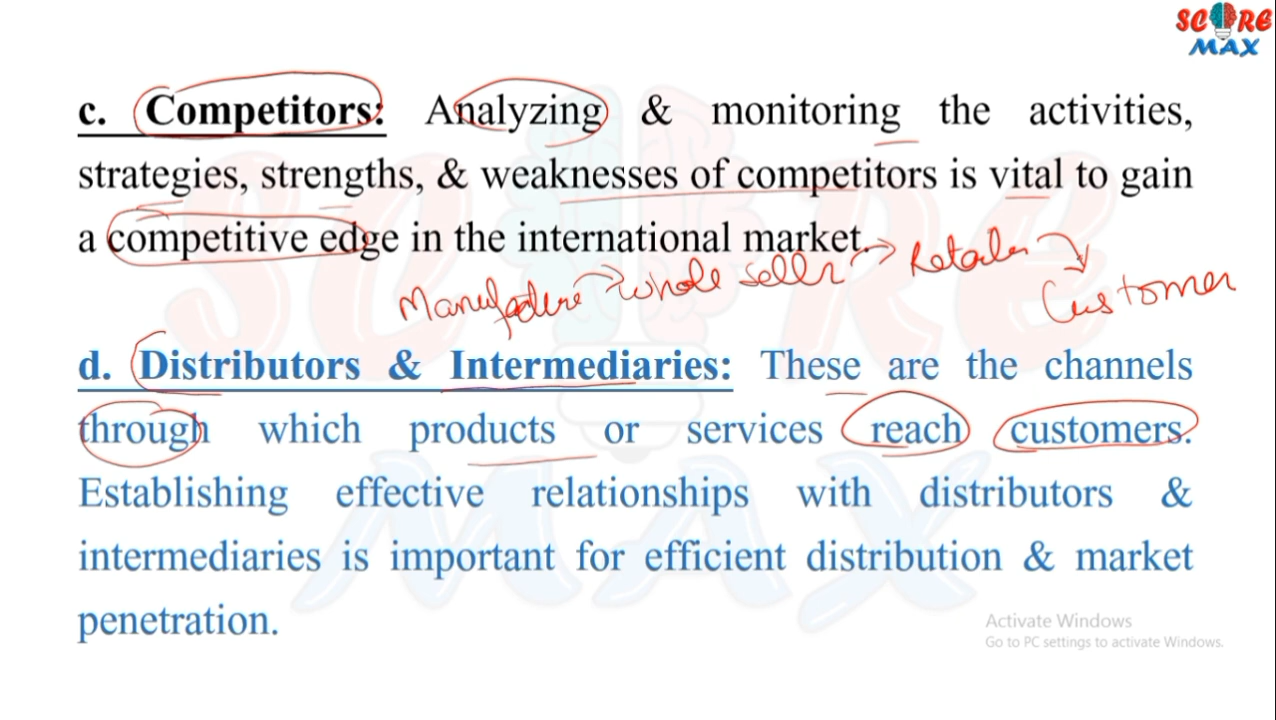 SCORE
MAX
c. Competitors: Analyzing & monitoring the activities,
strategies, strengths, & weaknesses of competitors is vital to gain
a competitive edge in the international market.
→ whole seller → Retailer →
Customer
d. Distributors & Intermediaries: These are the channels
through which products or services reach customers.
Establishing effective relationships with distributors &
intermediaries is important for efficient distribution & market
penetration.
Activate Windows
Go to PC settings to activate Windows.